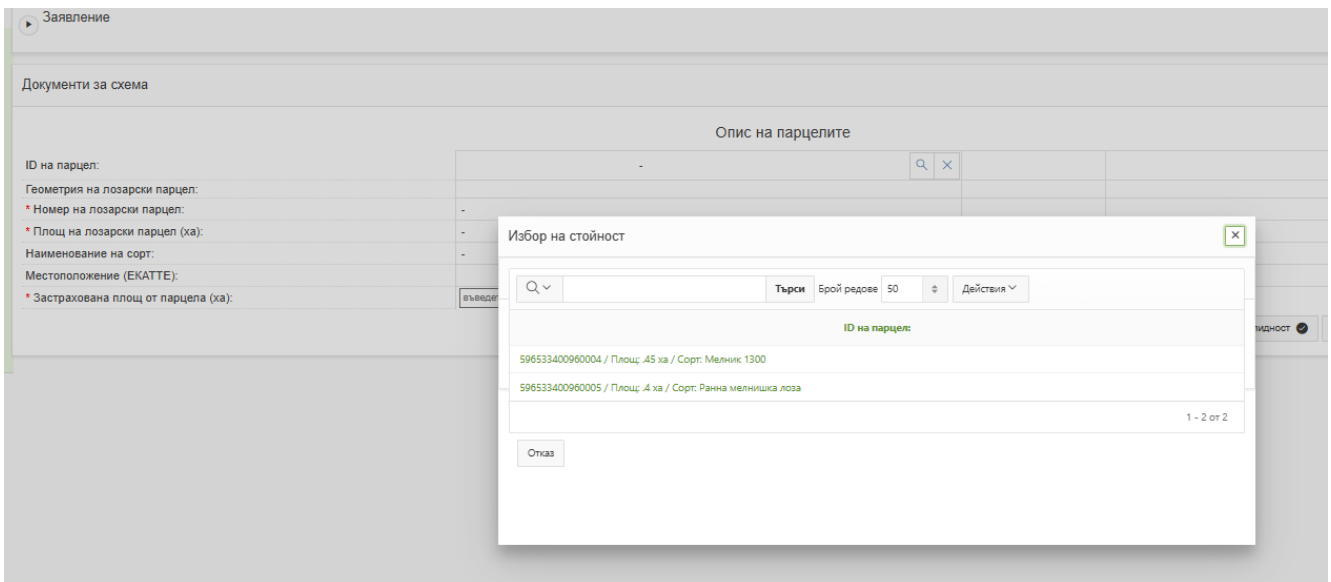 Заявление
Документи за схема
Опис на парцелите
ID на парцел: -
Геометрия на лозарски парцел:
* Номер на лозарски парцел: -
* Площ на лозарски парцел (ха): -
Наименование на сорт: -
Местоположение (ЕКАТТЕ):
* Застрахована площ от парцела (ха):
Избор на стойност
Търси Брой редове 50 Действия
ID на парцел:
596533400960004 / Площ: .45 ха / Сорт: Мелник 1300
596533400960005 / Площ: .4 ха / Сорт: Ранна мелнишка лоза
1 - 2 от 2
Отказ